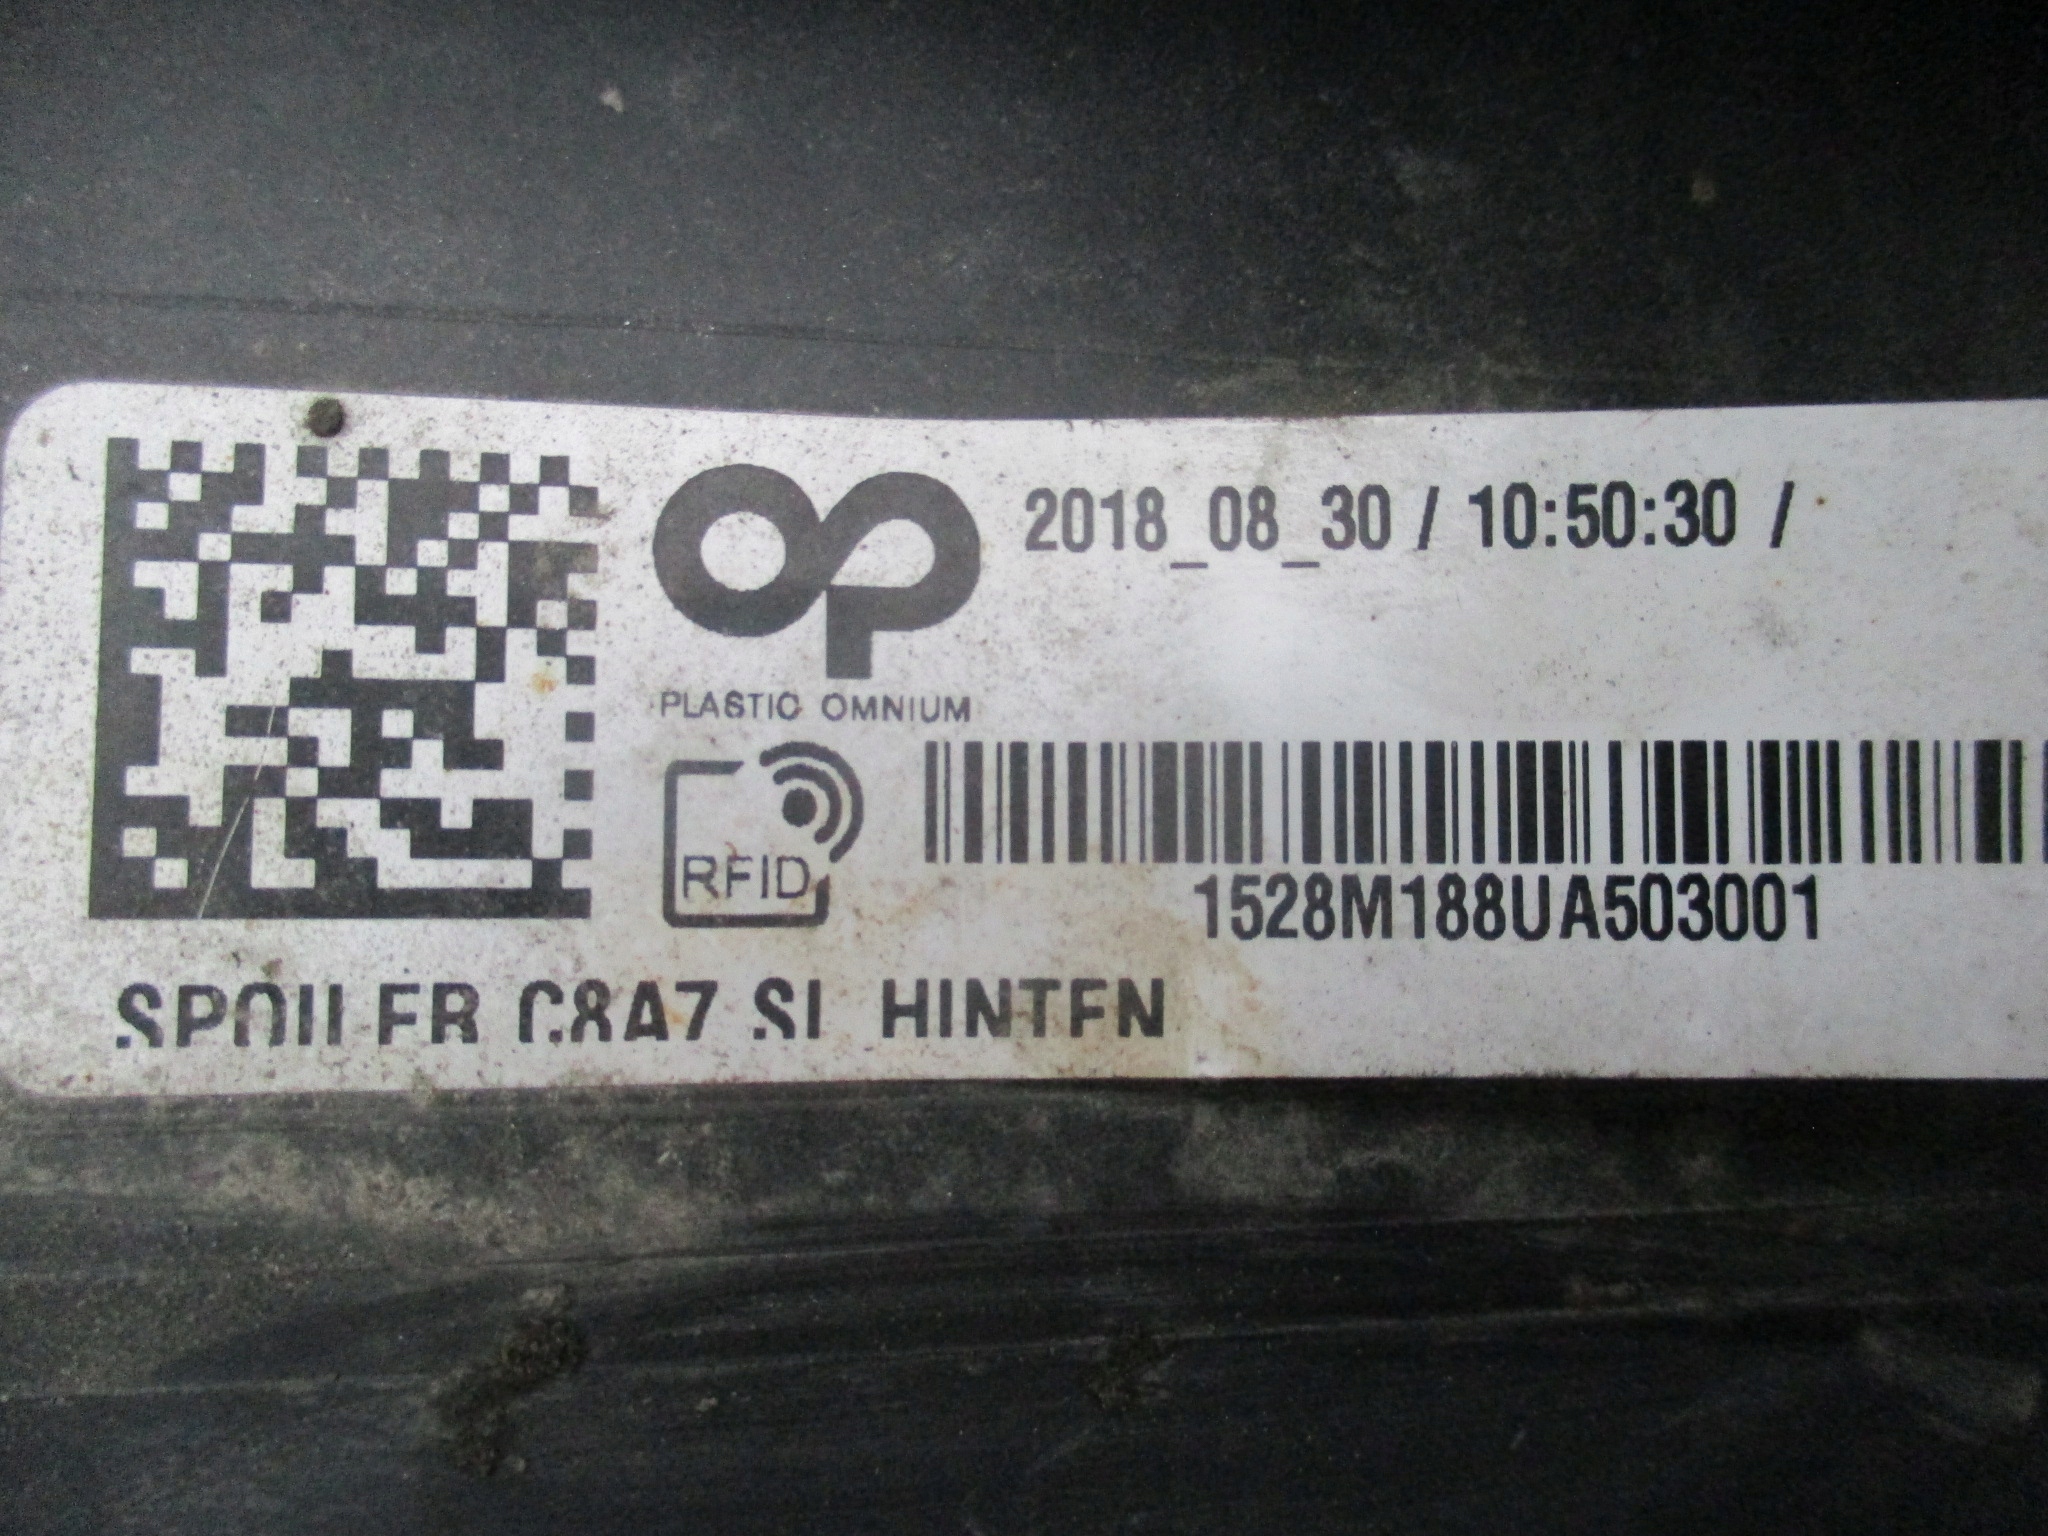 2018_08_30 / 10:50:30 /
PLASTIC OMNIUM
RFID
1528M188UA503001
SPOILER C8A7 SL HINTEN